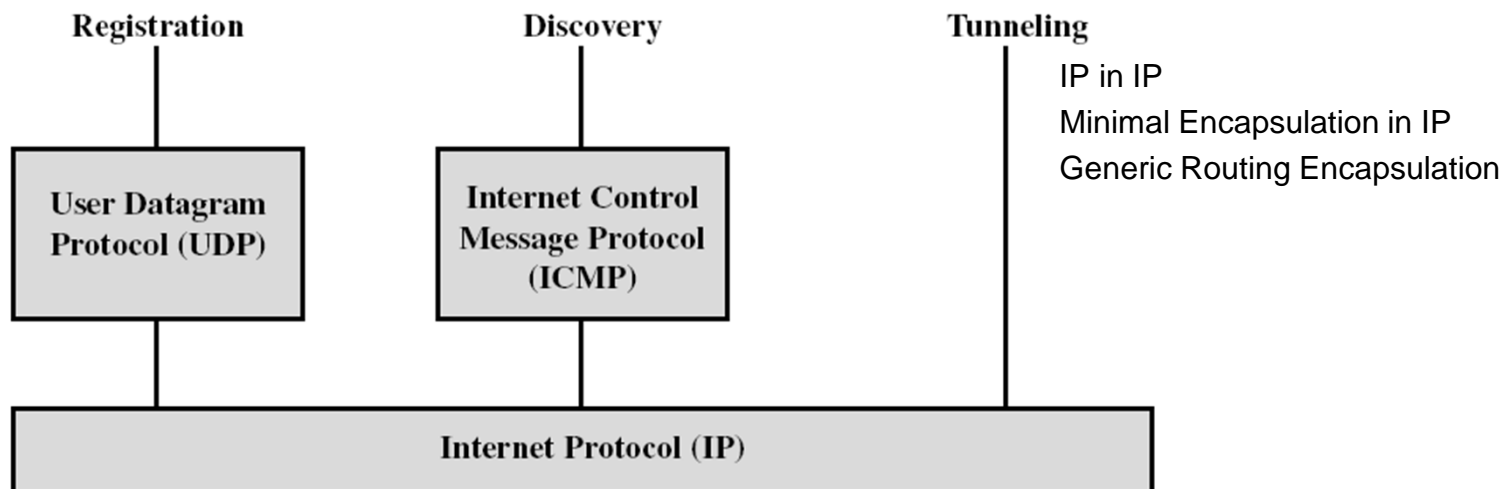 Registration
Discovery
Tunneling
IP in IP
Minimal Encapsulation in IP
Generic Routing Encapsulation
User Datagram
Protocol (UDP)
Internet Control
Message Protocol
(ICMP)
Internet Protocol (IP)